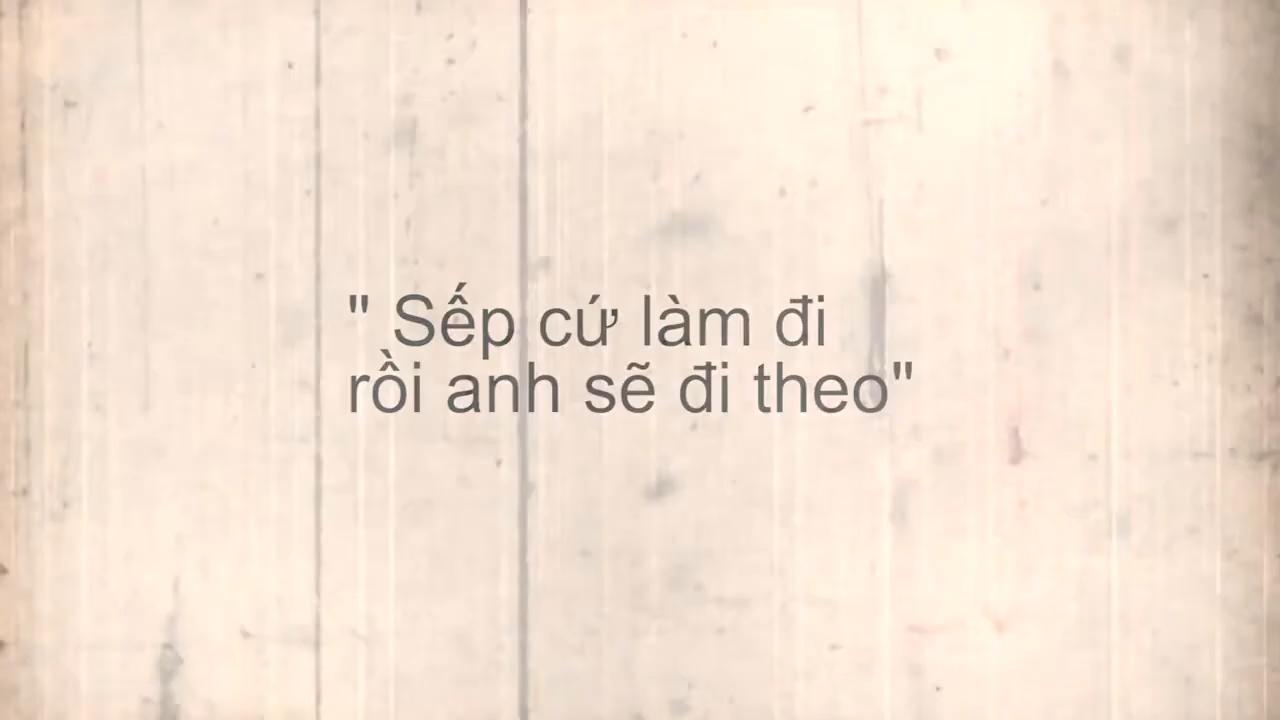 " Sếp cứ làm đi
rồi anh sẽ đi theo"